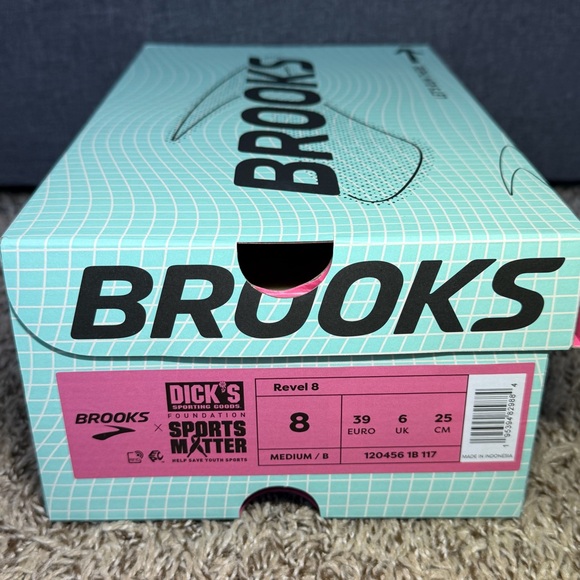 BROOKS
BROOKS
BROOKS
×
DICK'S
SPORTING GOODS
FOUNDATION
SPORTS
MATTER
HELP SAVE YOUTH SPORTS
Revel 8
8
39
EURO
6
UK
25
CM
MEDIUM / B
120456 1B 117
MADE IN INDONESIA